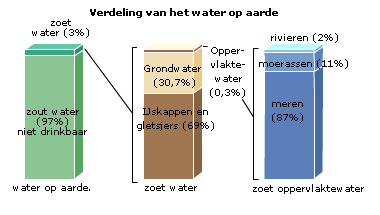 Verdeling van het water op aarde
zoet
water (3%)
zout water
(97%)
niet drinkbaar
water op aarde.
Grondwater
(30,7%)
IJskappen en
gletsjers (69%)
zoet water
Opper-
vlakte-
water
(0,3%)
rivieren (2%)
moerassen (11%)
meren
(87%)
zoet oppervlaktewater